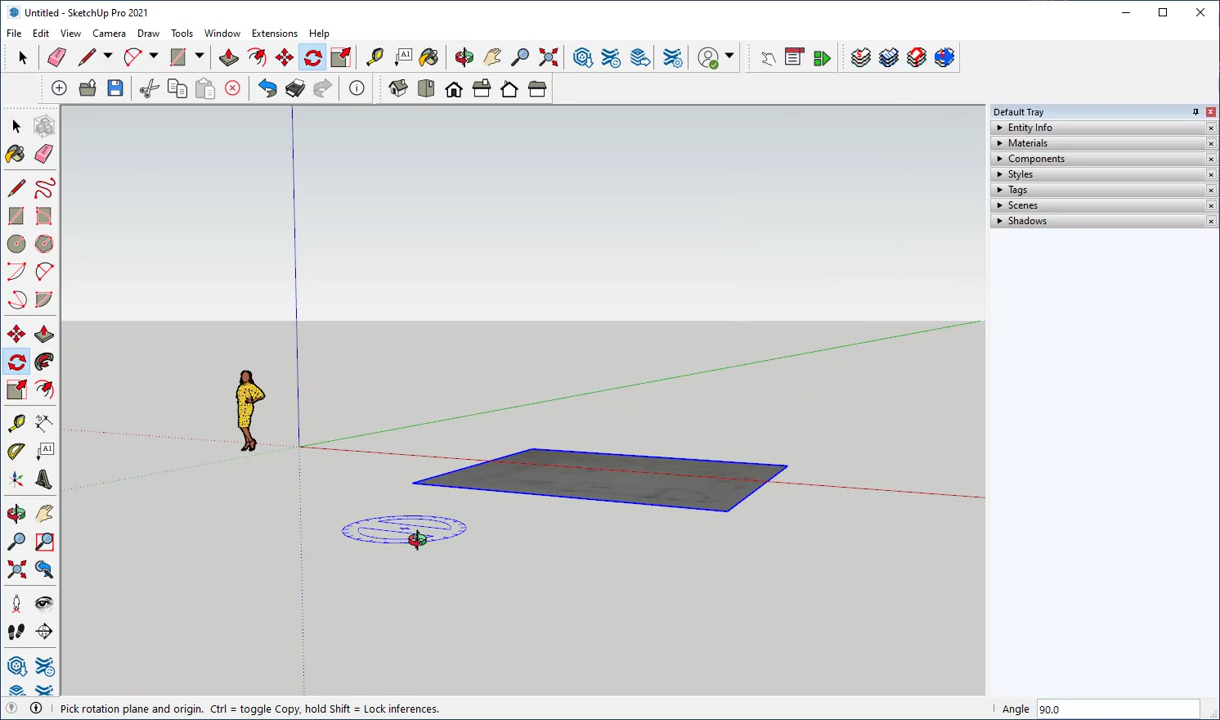 Untitled - SketchUp Pro 2021
File Edit View Camera Draw Tools Window Extensions Help
A1
Default Tray
Entity Info
Materials
Components
Styles
Tags
Scenes
Shadows
A1
Pick rotation plane and origin. Ctrl = toggle Copy, hold Shift = Lock inferences.
Angle 90.0